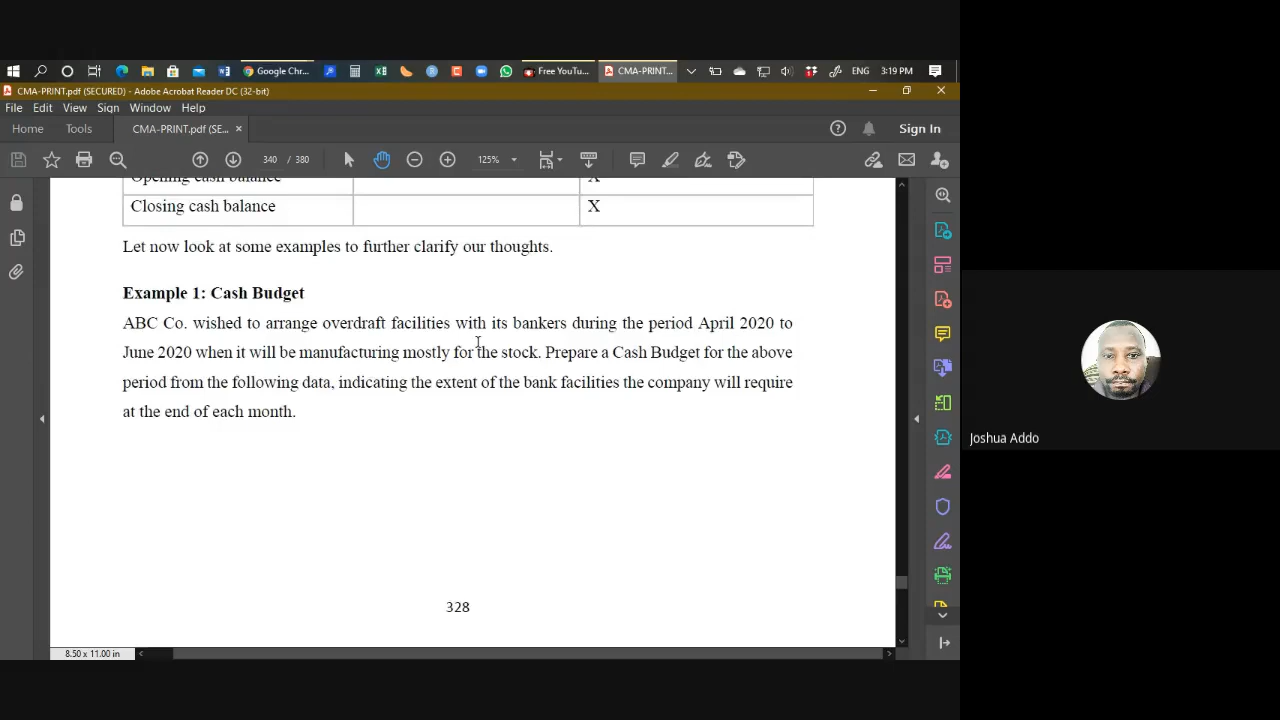 Google Chr...
Free YouTu...
CMA-PRINT...
ENG
3:19 PM
CMA-PRINT.pdf (SECURED) - Adobe Acrobat Reader DC (32-bit)
File Edit View Sign Window Help
Home Tools CMA-PRINT.pdf (SE... × Sign In
340 / 380 125%
Opening cash balance X
Closing cash balance X
Let now look at some examples to further clarify our thoughts.
Example 1: Cash Budget
ABC Co. wished to arrange overdraft facilities with its bankers during the period April 2020 to
June 2020 when it will be manufacturing mostly for the stock. Prepare a Cash Budget for the above
period from the following data, indicating the extent of the bank facilities the company will require
at the end of each month.
328
8.50 x 11.00 in
Joshua Addo